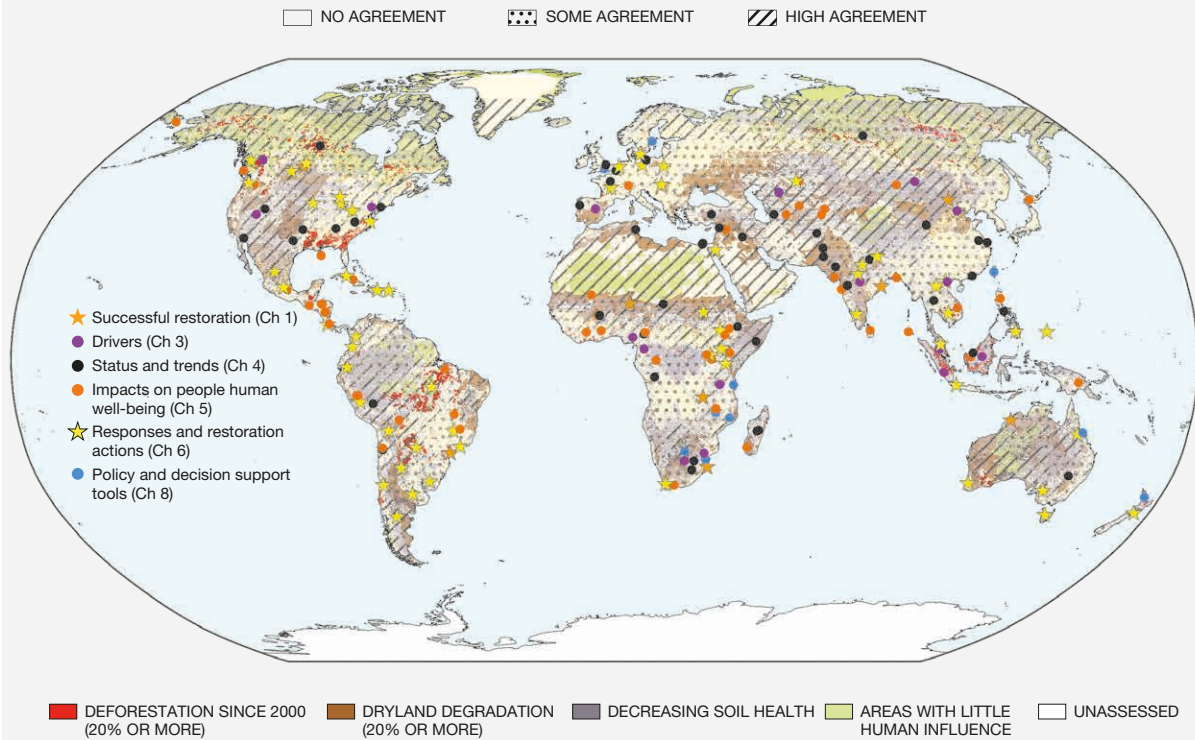 NO AGREEMENT
SOME AGREEMENT
HIGH AGREEMENT
Successful restoration (Ch 1)
Drivers (Ch 3)
Status and trends (Ch 4)
Impacts on people human
well-being (Ch 5)
Responses and restoration
actions (Ch 6)
Policy and decision support
tools (Ch 8)
DEFORESTATION SINCE 2000
(20% OR MORE)
DRYLAND DEGRADATION
(20% OR MORE)
DECREASING SOIL HEALTH
AREAS WITH LITTLE
HUMAN INFLUENCE
UNASSESSED